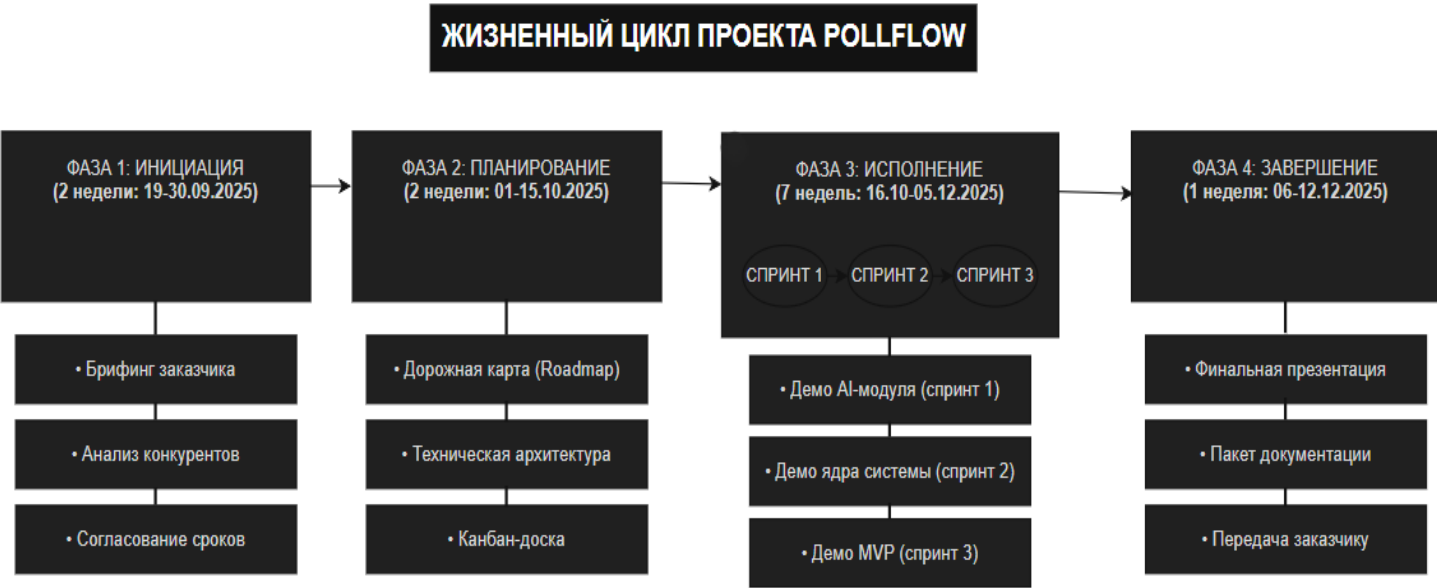 ЖИЗНЕННЫЙ ЦИКЛ ПРОЕКТА POLLFLOW
ФАЗА 1: ИНИЦИАЦИЯ
(2 недели: 19-30.09.2025)
• Брифинг заказчика
• Анализ конкурентов
• Согласование сроков
ФАЗА 2: ПЛАНИРОВАНИЕ
(2 недели: 01-15.10.2025)
• Дорожная карта (Roadmap)
• Техническая архитектура
• Канбан-доска
ФАЗА 3: ИСПОЛНЕНИЕ
(7 недель: 16.10-05.12.2025)
СПРИНТ 1
СПРИНТ 2
СПРИНТ 3
• Демо AI-модуля (спринт 1)
• Демо ядра системы (спринт 2)
• Демо MVP (спринт 3)
ФАЗА 4: ЗАВЕРШЕНИЕ
(1 неделя: 06-12.12.2025)
• Финальная презентация
• Пакет документации
• Передача заказчику